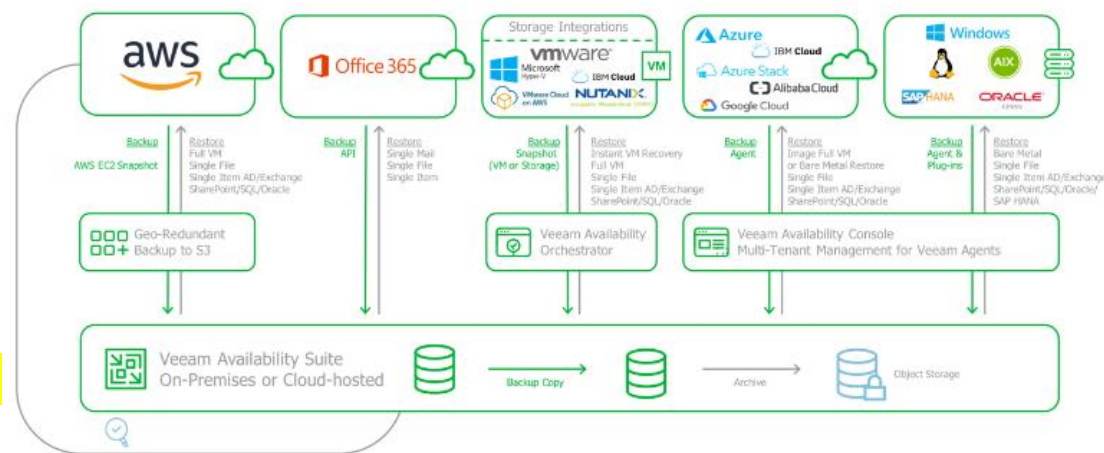 aws
Office 365
Storage Integrations
vmware
Microsoft
Hyper-V
IBM Cloud
VMware Cloud
on AWS
NUTANIX
VM
Azure
IBM Cloud
Azure Stack
Alibaba Cloud
Google Cloud
Windows
AIX
SAP HANA
ORACLE
Backup
AWS EC2 Snapshot
Restore
Full VM
Single File
Single Item AD/Exchange
SharePoint/SQL/Oracle
Backup
API
Restore
Single Mail
Single File
Single Item
Backup
Snapshot
(VM or Storage)
Restore
Instant VM Recovery
Full VM
Single File
Single Item AD/Exchange
SharePoint/SQL/Oracle
Backup
Agent
Restore
Image Full VM
or Bare Metal Restore
Single File
Single Item AD/Exchange
SharePoint/SQL/Oracle
Backup
Agent &
Plug-ins
Restore
Bare Metal
Single File
Single Item AD/Exchange
SharePoint/SQL/Oracle/
SAP HANA
Geo-Redundant
Backup to S3
Veeam Availability
Orchestrator
Veeam Availability Console
Multi-Tenant Management for Veeam Agents
Veeam Availability Suite
On-Premises or Cloud-hosted
Backup Copy
Archive
Object Storage